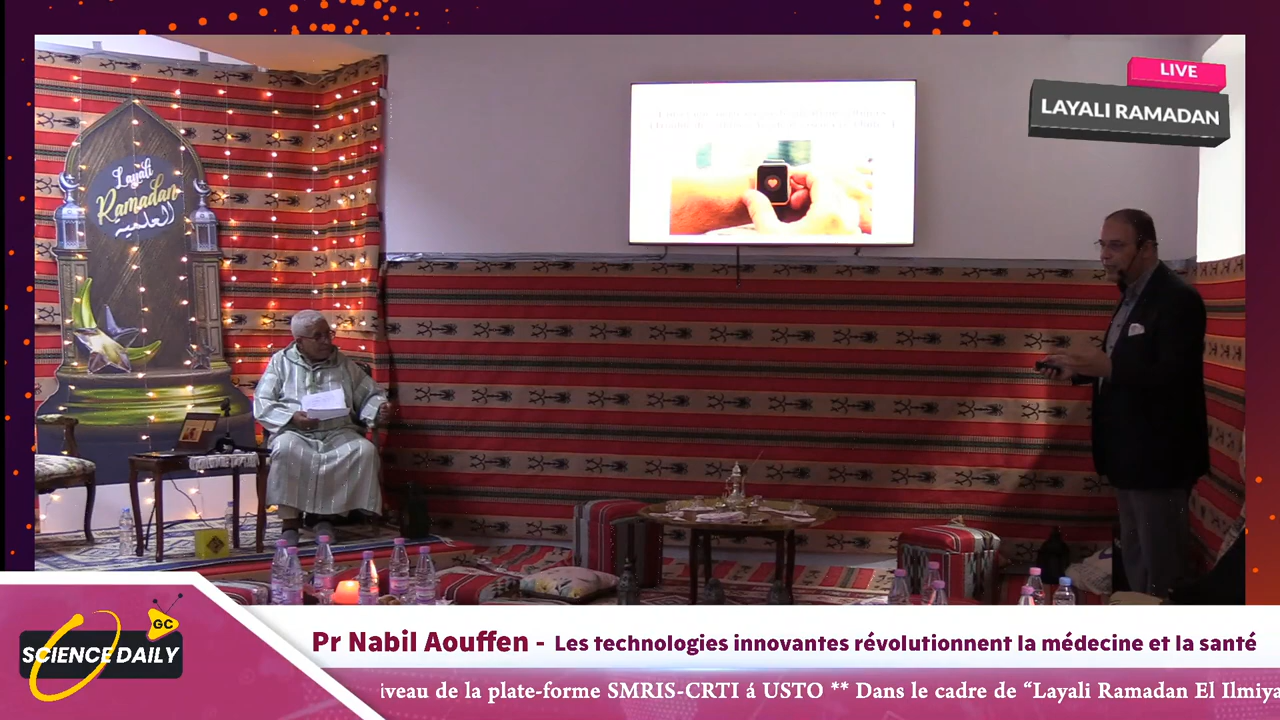 LIVE
LAYALI RAMADAN
Layali
Ramadan
العلمية
GC
SCIENCE DAILY
Pr Nabil Aouffen - Les technologies innovantes révolutionnent la médecine et la santé
iveau de la plate-forme SMRIS-CRTI á USTO ** Dans le cadre de “Layali Ramadan El Ilmiya